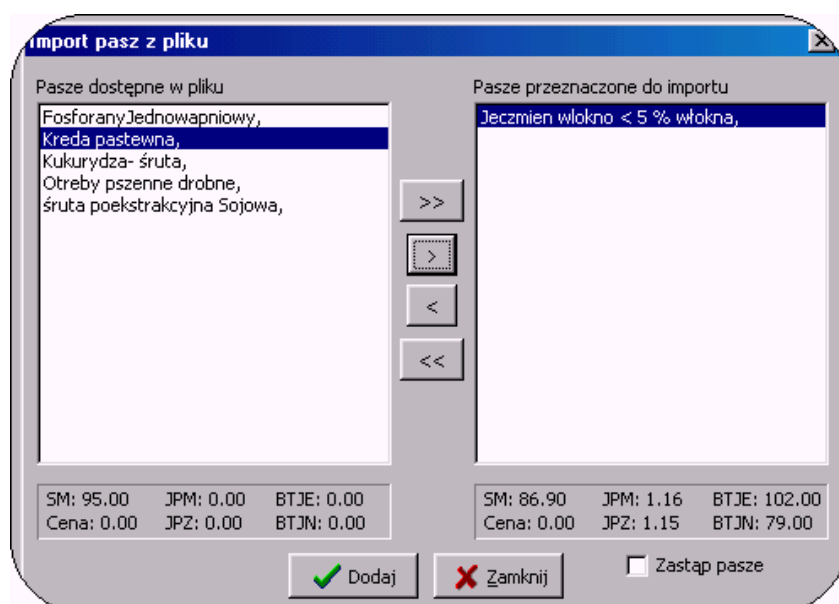 Import pasz z pliku
Pasze dostępne w pliku
FosforanyJednowapniowy,
Kreda pastewna,
Kukurydza- śruta,
Otreby pszenne drobne,
śruta poekstrakcyjna Sojowa,
>>
>
<
<<
Pasze przeznaczone do importu
Jeczmien wlokno < 5 % włokna,
SM: 95.00 JPM: 0.00 BTJE: 0.00
Cena: 0.00 JPZ: 0.00 BTJN: 0.00
SM: 86.90 JPM: 1.16 BTJE: 102.00
Cena: 0.00 JPZ: 1.15 BTJN: 79.00
Dodaj
Zamknij
Zastąp pasze